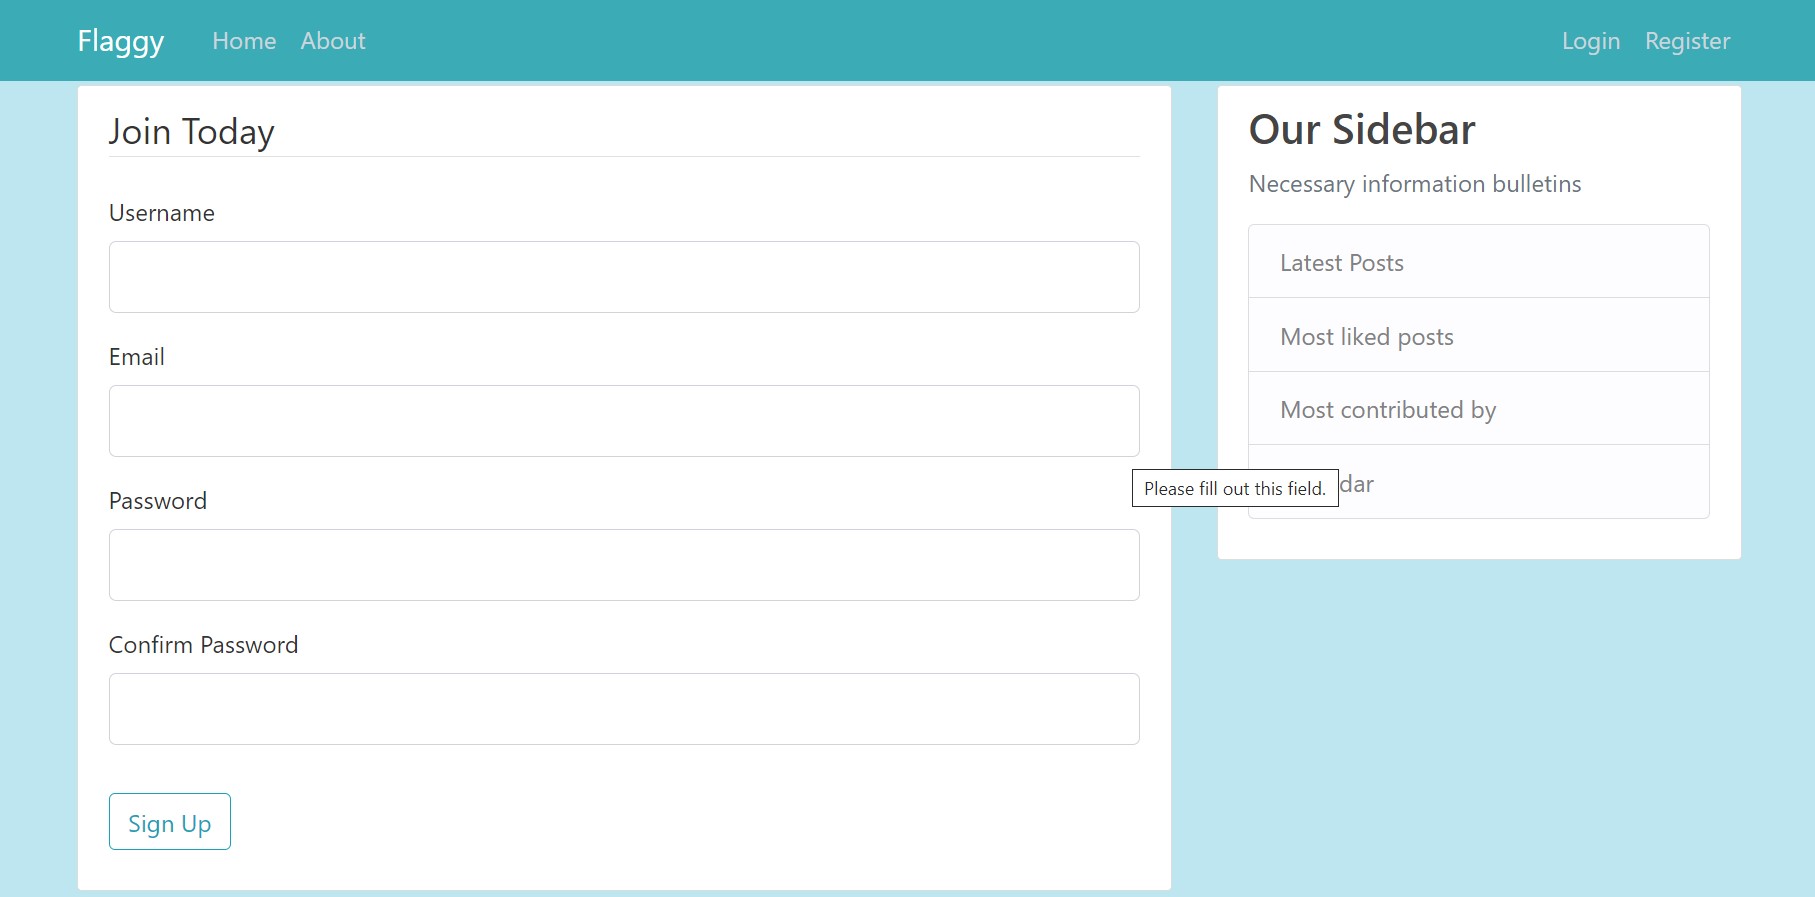 Flaggy Home About Login Register
Join Today
Username
Email
Password
Confirm Password
Sign Up
Our Sidebar
Necessary information bulletins
Latest Posts
Most liked posts
Most contributed by
Please fill out this field.